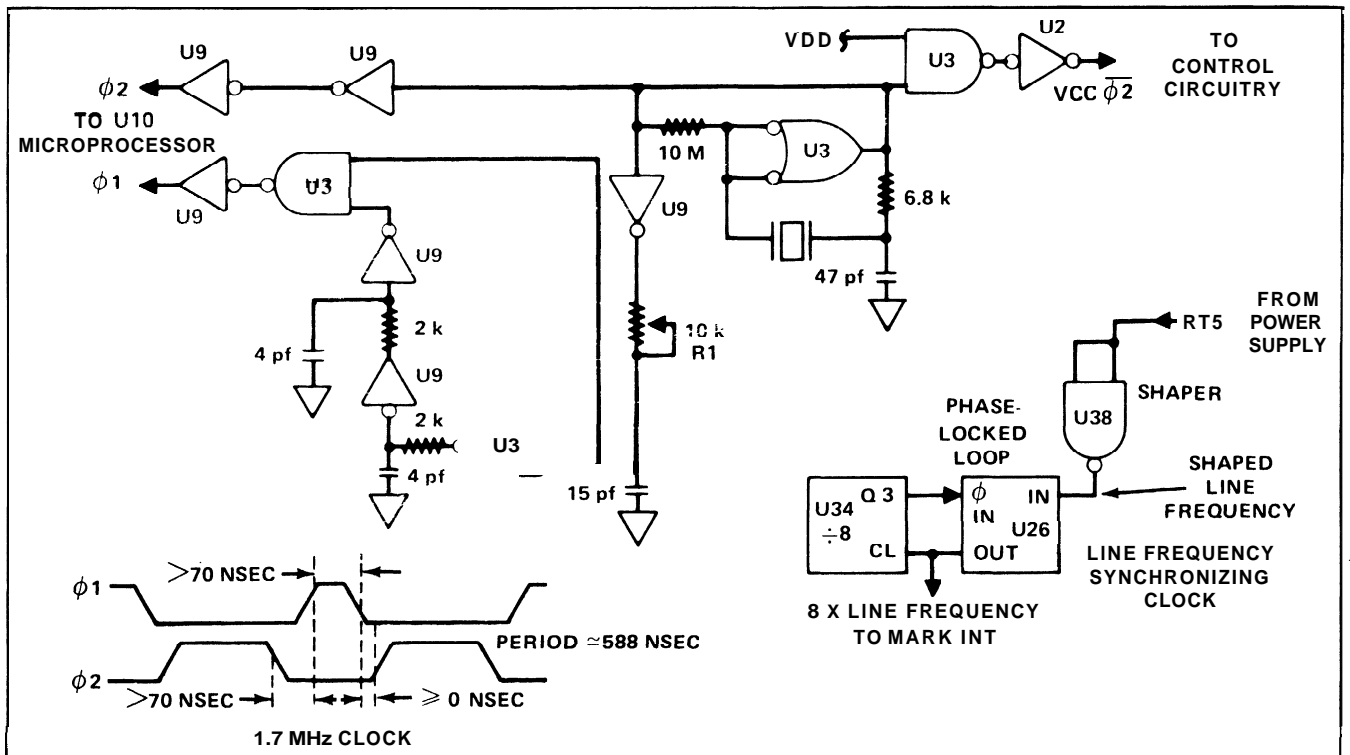 U9
U9
VDD
U3
U2
TO
CONTROL
CIRCUITRY
VCC φ2
φ2
TO U10
MICROPROCESSOR
φ1
U9
U3
10 M
U3
U9
6.8 k
47 pf
U9
2 k
4 pf
U9
2 k
U3
4 pf
10 k
R1
15 pf
FROM
POWER
SUPPLY
RT5
SHAPER
U38
PHASE-
LOCKED
LOOP
SHAPED
LINE
FREQUENCY
Q 3
U34
÷8
CL
φ
IN
IN
U26
OUT
LINE FREQUENCY
SYNCHRONIZING
CLOCK
8 X LINE FREQUENCY
TO MARK INT
>70 NSEC
φ1
PERIOD ≃588 NSEC
φ2
>70 NSEC
⩾ 0 NSEC
1.7 MHz CLOCK